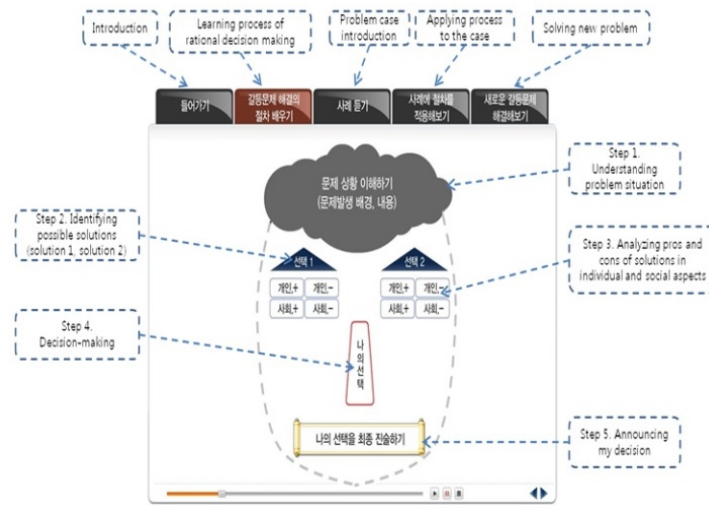 Introduction
Learning process of
rational decision making
Problem case
introduction
Applying process
to the case
Solving new problem
들어가기
갈등문제 해결의
절차 배우기
사례 듣기
사례에 절차를
적용해보기
새로운 갈등문제
해결해보기
Step 1.
Understanding
problem situation
문제 상황 이해하기
(문제발생 배경, 내용)
Step 2. Identifying
possible solutions
(solution 1, solution 2)
선택 1
선택 2
개인,+ 개인,-
사회,+ 사회,-
개인,+ 개인,-
사회,+ 사회,-
Step 3. Analyzing pros and
cons of solutions in
individual and social aspects
Step 4.
Decision-making
나의선택
나의 선택을 최종 진술하기
Step 5. Announcing
my decision